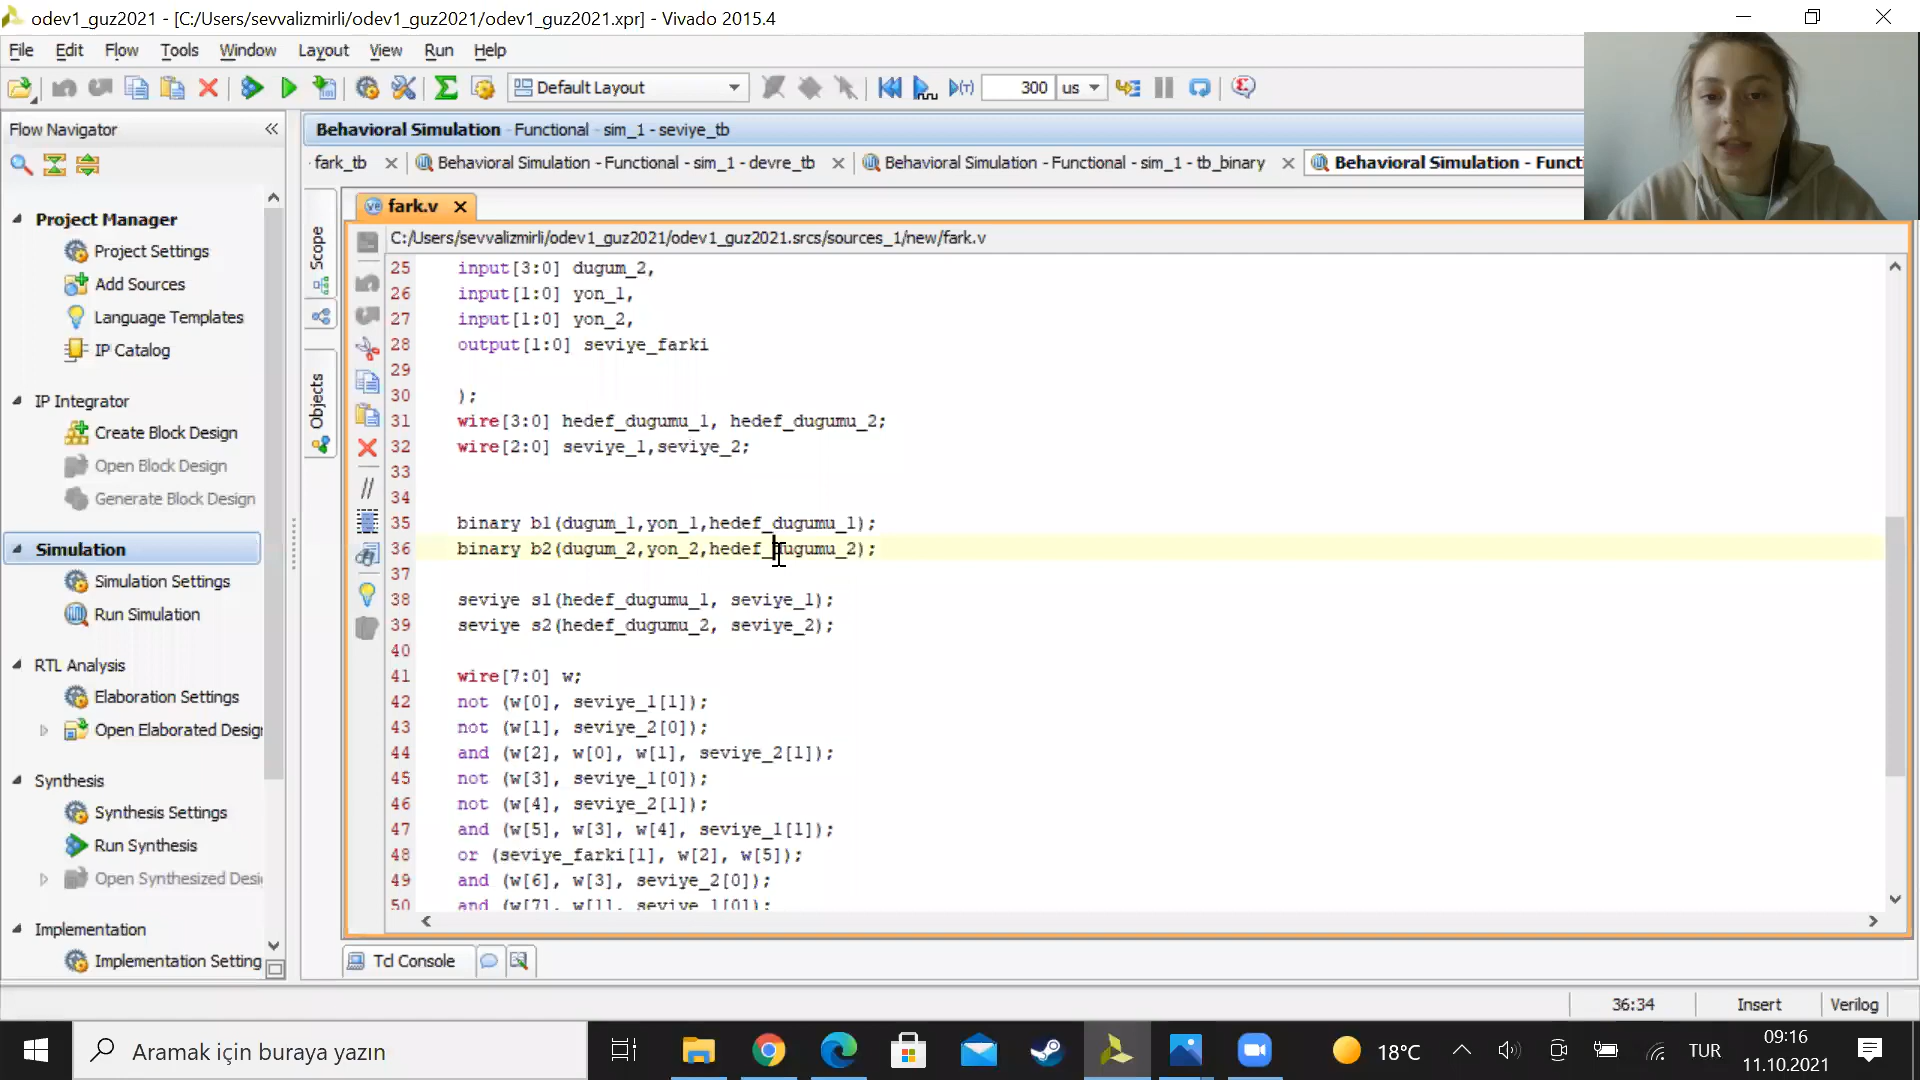 odev1_guz2021 - [C:/Users/sevvalizmirli/odev1_guz2021/odev1_guz2021.xpr] - Vivado 2015.4
File Edit Flow Tools Window Layout View Run Help
Default Layout 300 us
Flow Navigator
Behavioral Simulation - Functional - sim_1 - seviye_tb
fark_tb Behavioral Simulation - Functional - sim_1 - devre_tb Behavioral Simulation - Functional - sim_1 - tb_binary Behavioral Simulation - Functi
Project Manager
Project Settings
Add Sources
Language Templates
IP Catalog
IP Integrator
Create Block Design
Open Block Design
Generate Block Design
Simulation
Simulation Settings
Run Simulation
RTL Analysis
Elaboration Settings
Open Elaborated Desig
Synthesis
Synthesis Settings
Run Synthesis
Open Synthesized Desi
Implementation
Implementation Setting
Scope
Objects
fark.v
C:/Users/sevvalizmirli/odev1_guz2021/odev1_guz2021.srcs/sources_1/new/fark.v
25 input[3:0] dugum_2,
26 input[1:0] yon_1,
27 input[1:0] yon_2,
28 output[1:0] seviye_farki
29
30 );
31 wire[3:0] hedef_dugumu_1, hedef_dugumu_2;
32 wire[2:0] seviye_1,seviye_2;
33
34
35 binary b1(dugum_1,yon_1,hedef_dugumu_1);
36 binary b2(dugum_2,yon_2,hedef_dugumu_2);
37
38 seviye s1(hedef_dugumu_1, seviye_1);
39 seviye s2(hedef_dugumu_2, seviye_2);
40
41 wire[7:0] w;
42 not (w[0], seviye_1[1]);
43 not (w[1], seviye_2[0]);
44 and (w[2], w[0], w[1], seviye_2[1]);
45 not (w[3], seviye_1[0]);
46 not (w[4], seviye_2[1]);
47 and (w[5], w[3], w[4], seviye_1[1]);
48 or (seviye_farki[1], w[2], w[5]);
49 and (w[6], w[3], seviye_2[0]);
50 and (w[7], w[1], seviye_1[0]);
Tcl Console
36:34 Insert Verilog
Aramak için buraya yazın
18°C TUR 09:16
11.10.2021